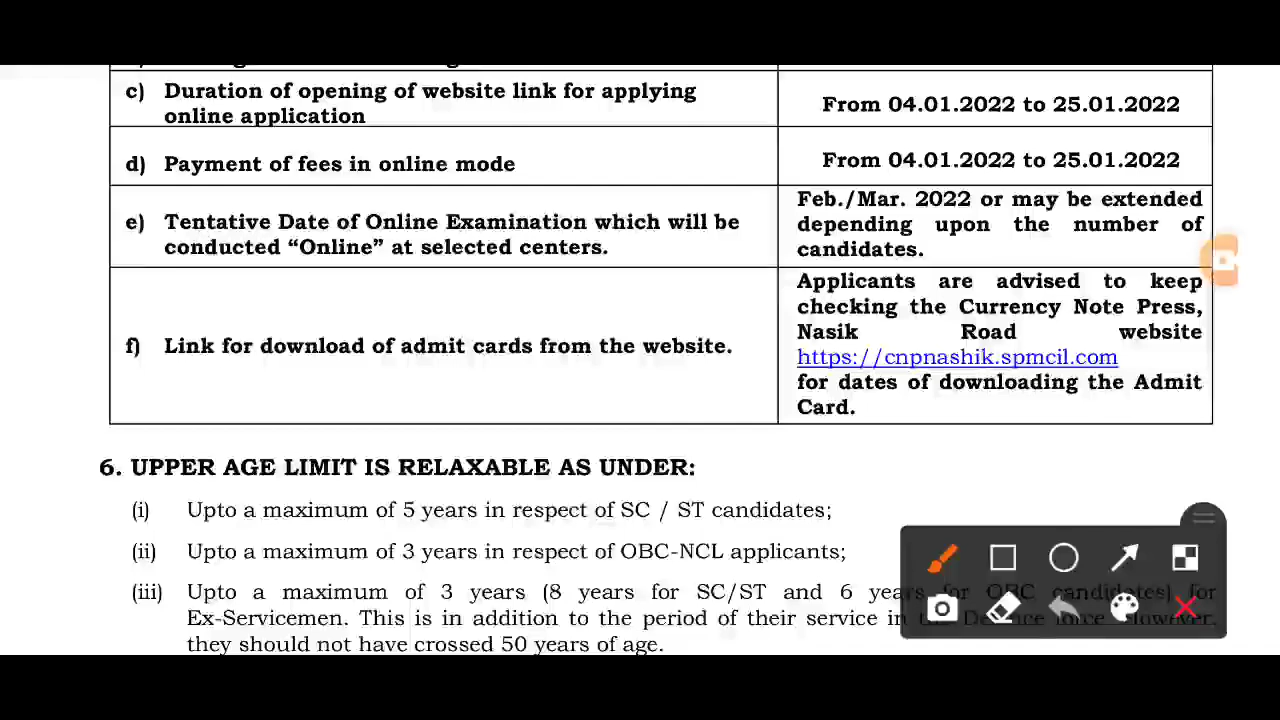 c) Duration of opening of website link for applying
online application
From 04.01.2022 to 25.01.2022
d) Payment of fees in online mode
From 04.01.2022 to 25.01.2022
e) Tentative Date of Online Examination which will be
conducted “Online” at selected centers.
Feb./Mar. 2022 or may be extended
depending upon the number of
candidates.
f) Link for download of admit cards from the website.
Applicants are advised to keep
checking the Currency Note Press,
Nasik Road website
https://cnpnashik.spmcil.com
for dates of downloading the Admit
Card.
6. UPPER AGE LIMIT IS RELAXABLE AS UNDER:
(i) Upto a maximum of 5 years in respect of SC / ST candidates;
(ii) Upto a maximum of 3 years in respect of OBC-NCL applicants;
(iii) Upto a maximum of 3 years (8 years for SC/ST and 6 years for OBC candidates) for
Ex-Servicemen. This is in addition to the period of their service in the Defence force. However,
they should not have crossed 50 years of age.